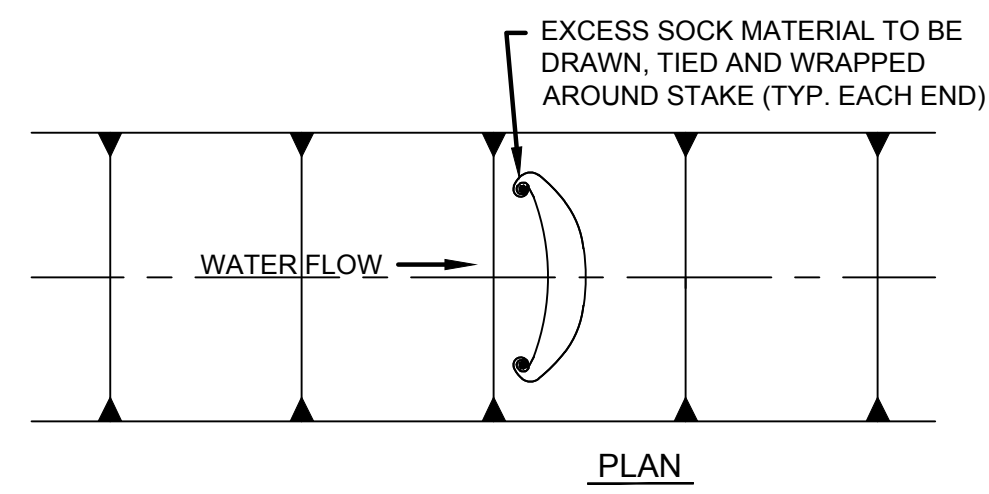 EXCESS SOCK MATERIAL TO BE
DRAWN, TIED AND WRAPPED
AROUND STAKE (TYP. EACH END)
WATER FLOW
PLAN